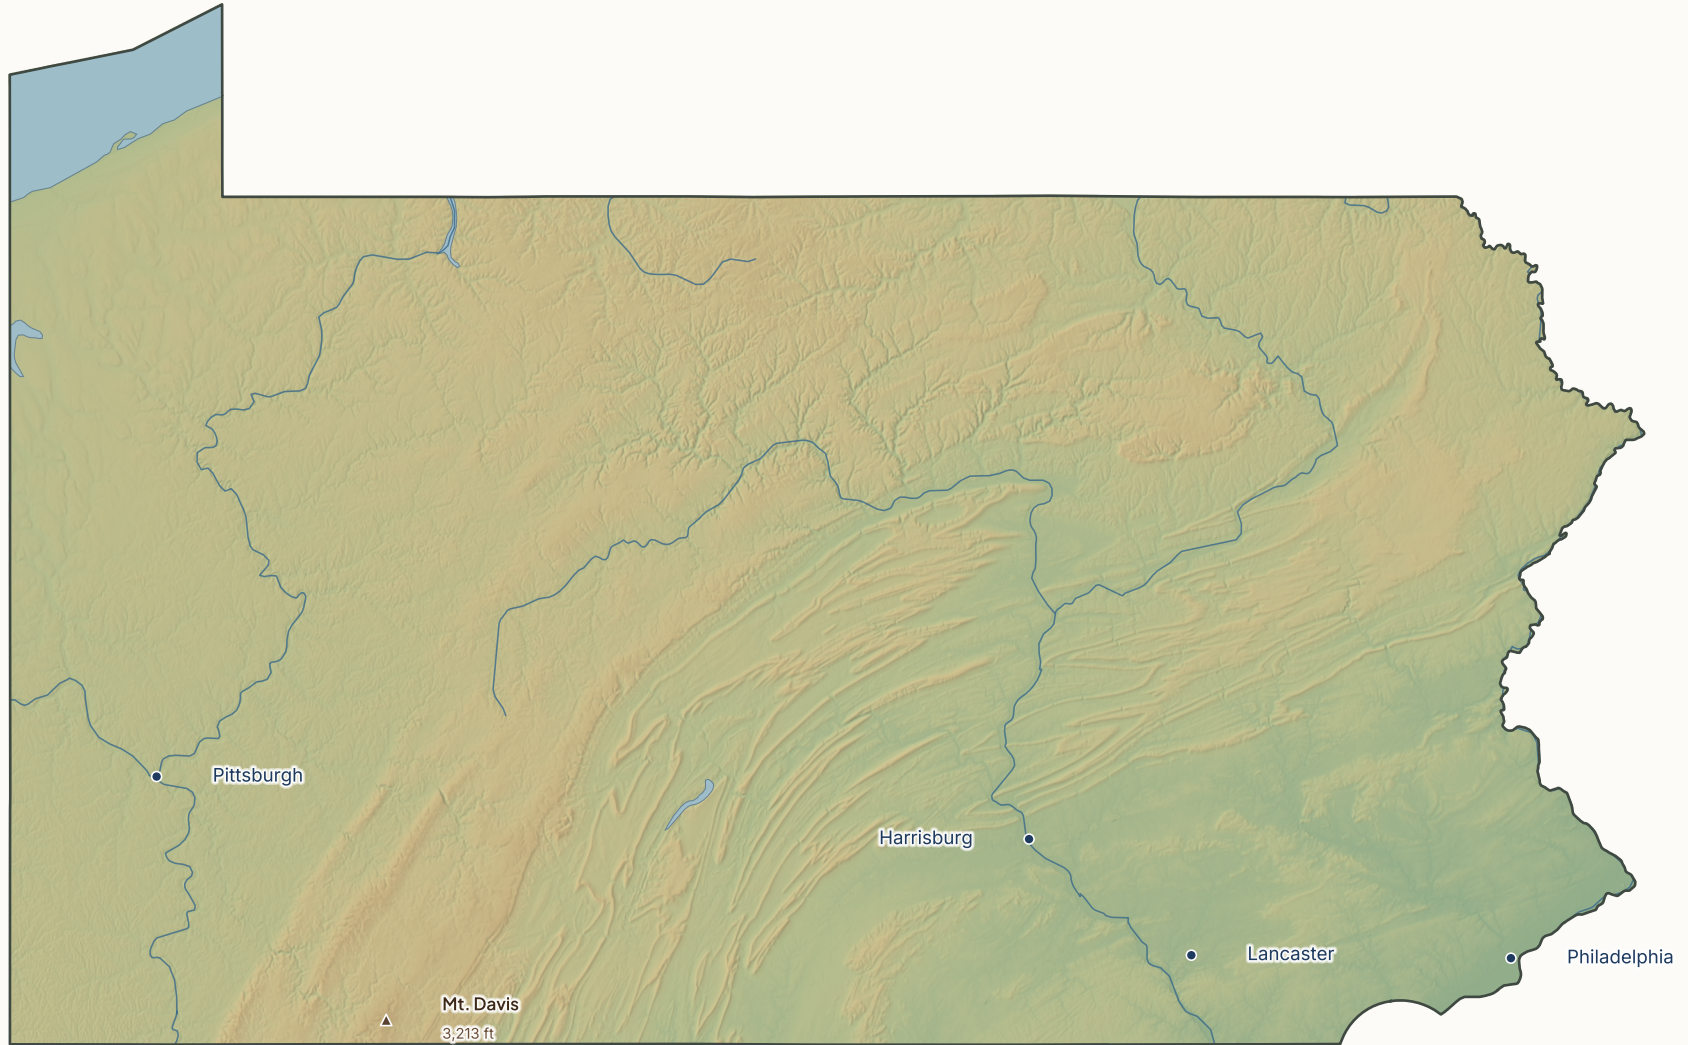 Pittsburgh
Harrisburg
Lancaster
Philadelphia
Mt. Davis
3,213 ft